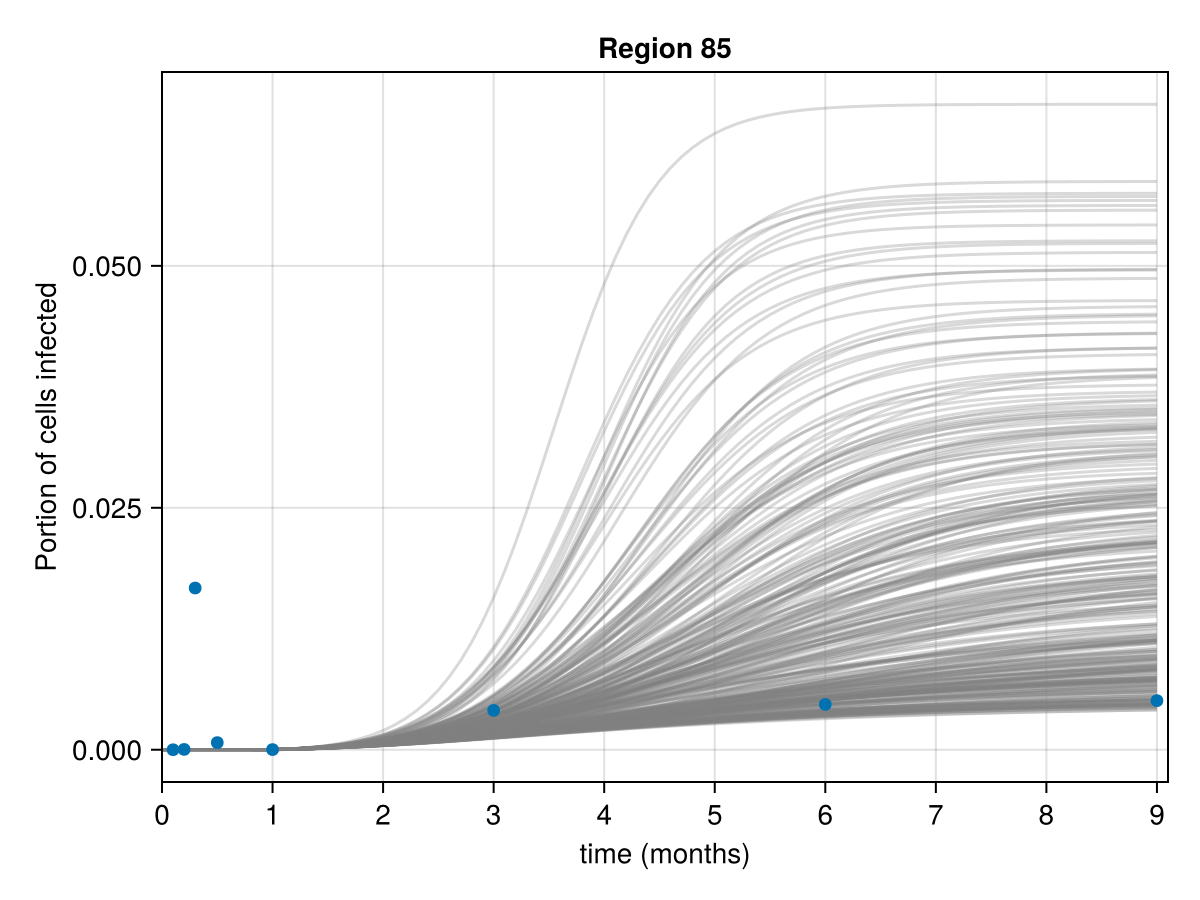 Region 85
Portion of cells infected
0.050
0.025
0.000
0 1 2 3 4 5 6 7 8 9
time (months)